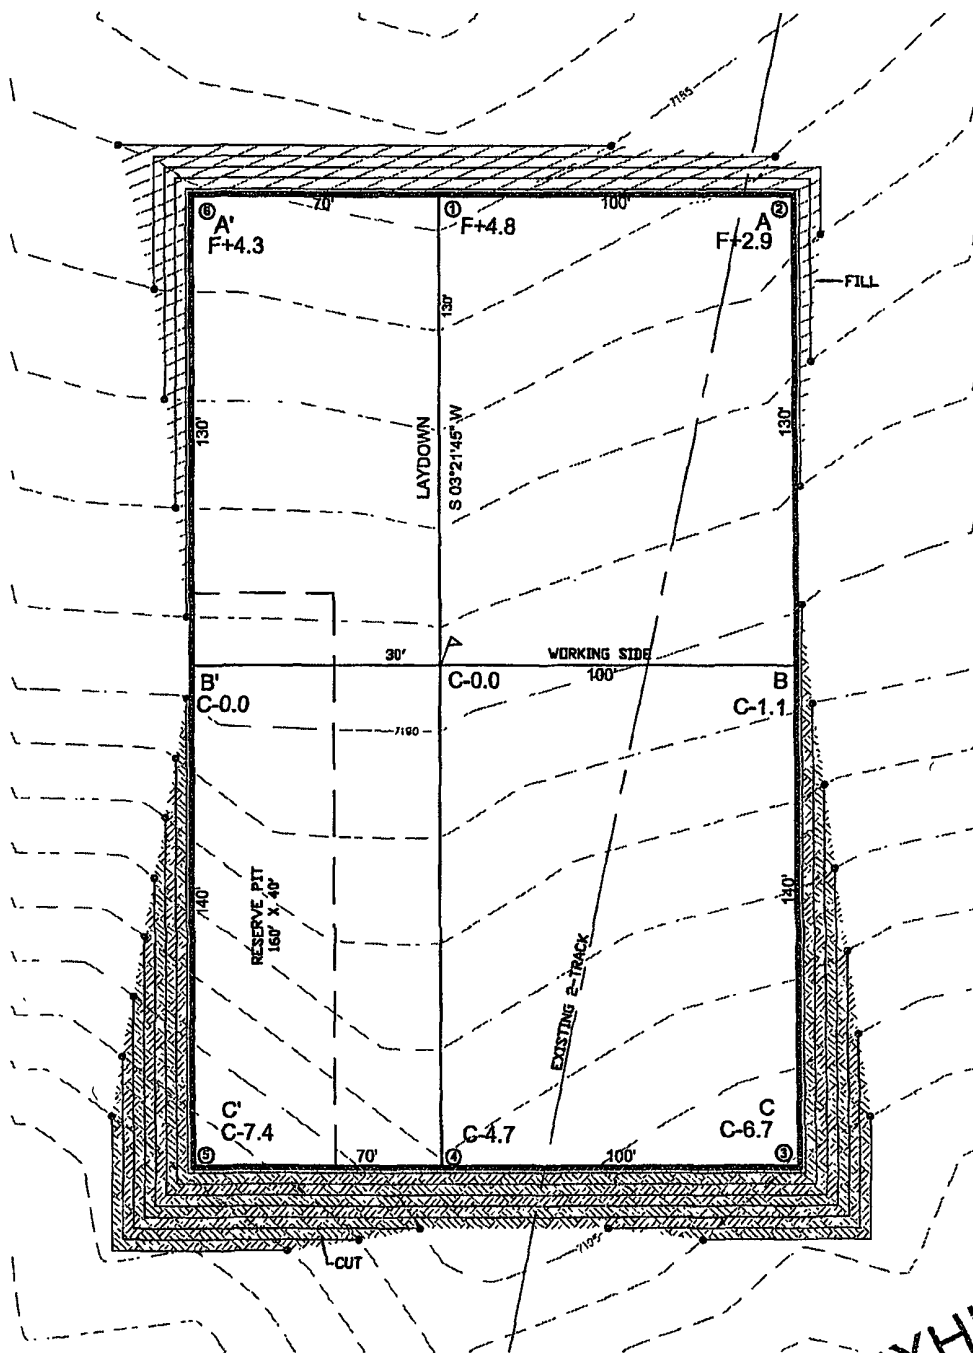 7185
6
70'
1
100'
2
A'
F+4.3
F+4.8
A
F+2.9
FILL
130'
130'
130'
LAYDOWN
S 03°21'45" W
30'
WORKING SIDE
100'
B'
C-0.0
C-0.0
B
C-1.1
7190
RESERVE PIT
160' X 40'
140'
140'
EXISTING 2-TRACK
C'
C-7.4
C-4.7
C
C-6.7
5
70'
4
100'
3
CUT